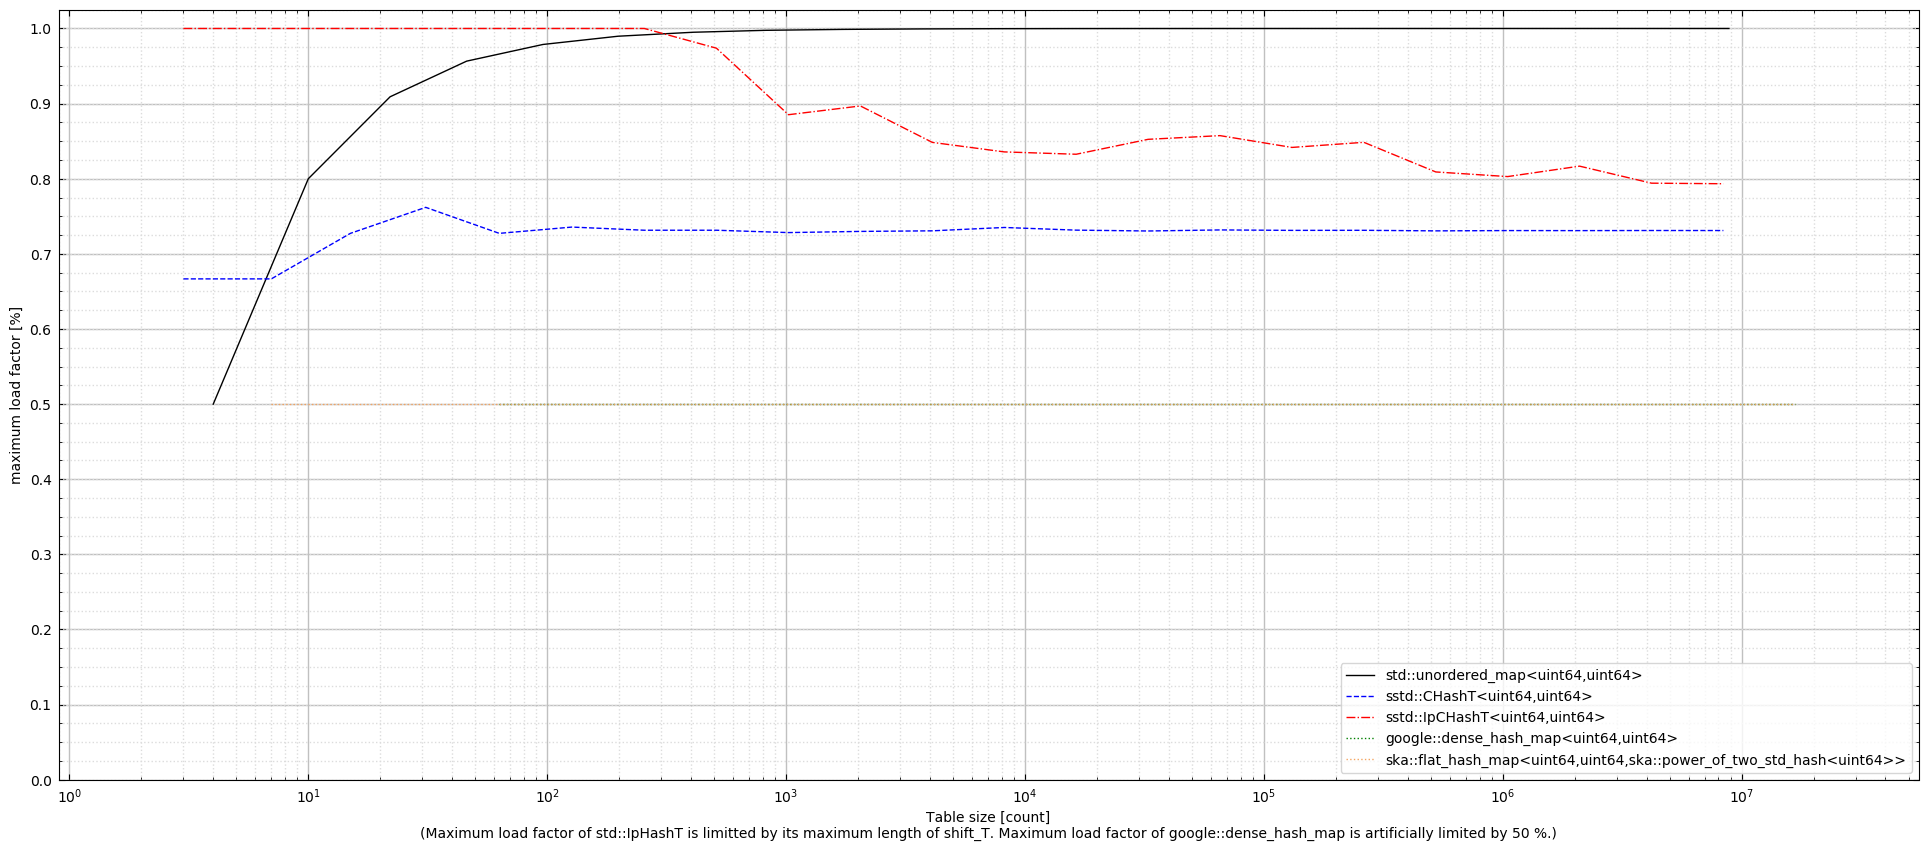 1.0
0.9
0.8
0.7
0.6
0.5
0.4
0.3
0.2
0.1
0.0
maximum load factor [%]
10⁰ 10¹ 10² 10³ 10⁴ 10⁵ 10⁶ 10⁷
Table size [count]
(Maximum load factor of std::IpHashT is limitted by its maximum length of shift_T. Maximum load factor of google::dense_hash_map is artificially limited by 50 %.)
std::unordered_map<uint64,uint64>
sstd::CHashT<uint64,uint64>
sstd::IpCHashT<uint64,uint64>
google::dense_hash_map<uint64,uint64>
ska::flat_hash_map<uint64,uint64,ska::power_of_two_std_hash<uint64>>